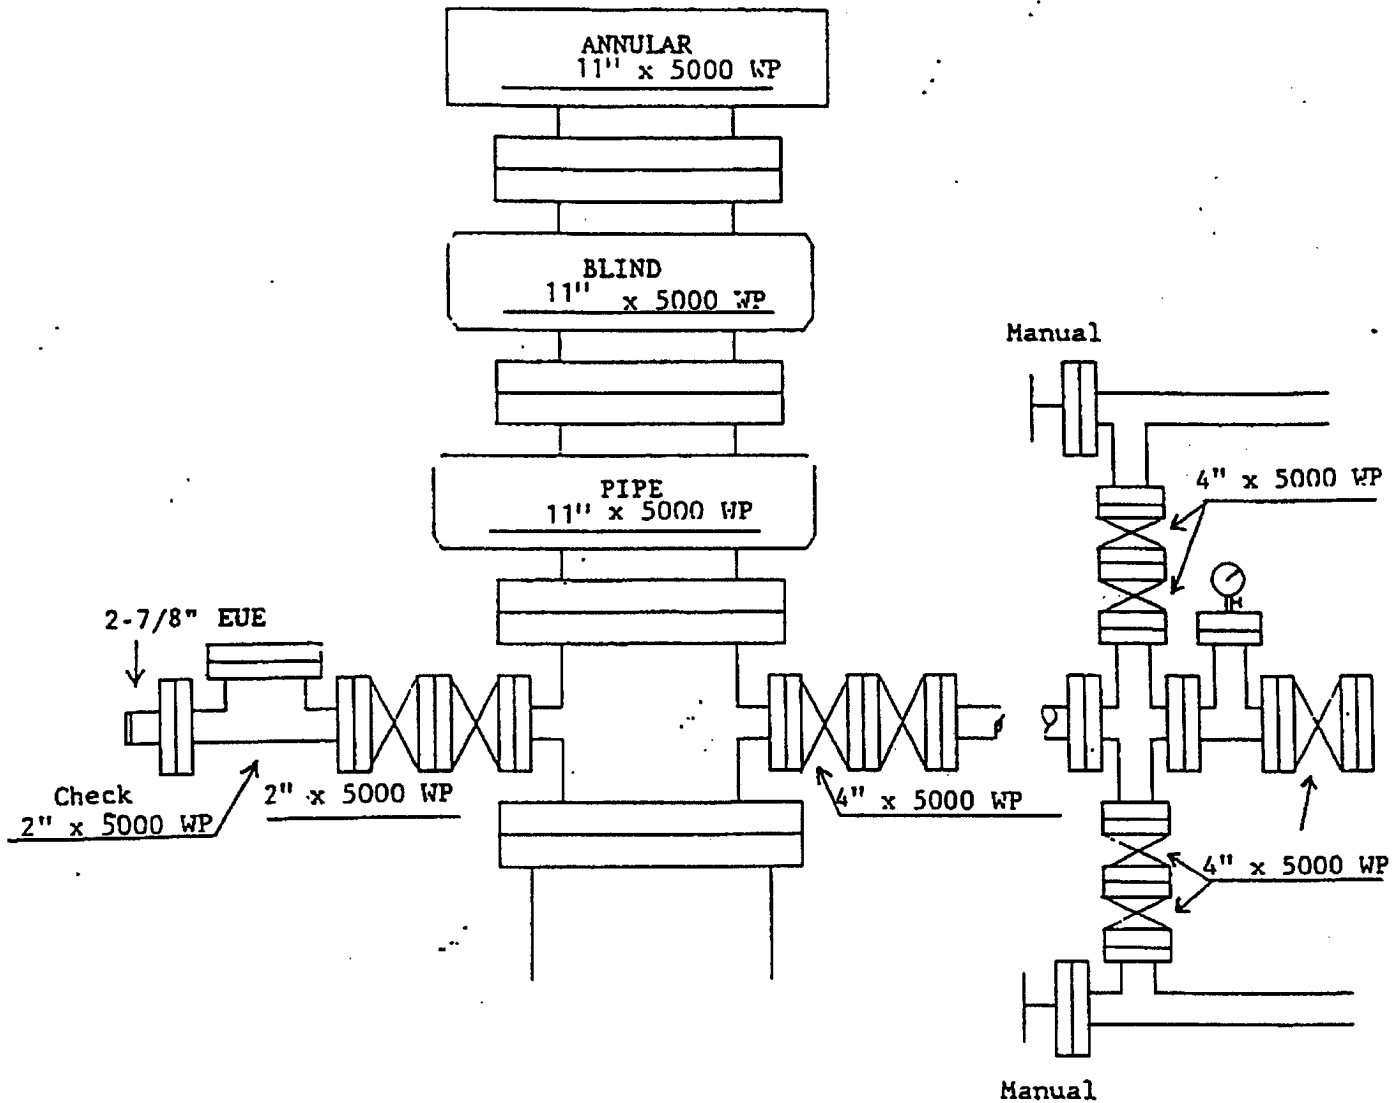 ANNULAR
11" x 5000 WP
BLIND
11" x 5000 WP
Manual
PIPE
11" x 5000 WP
4" x 5000 WP
2-7/8" EUE
Check
2" x 5000 WP
2" x 5000 WP
4" x 5000 WP
4" x 5000 WP
Manual